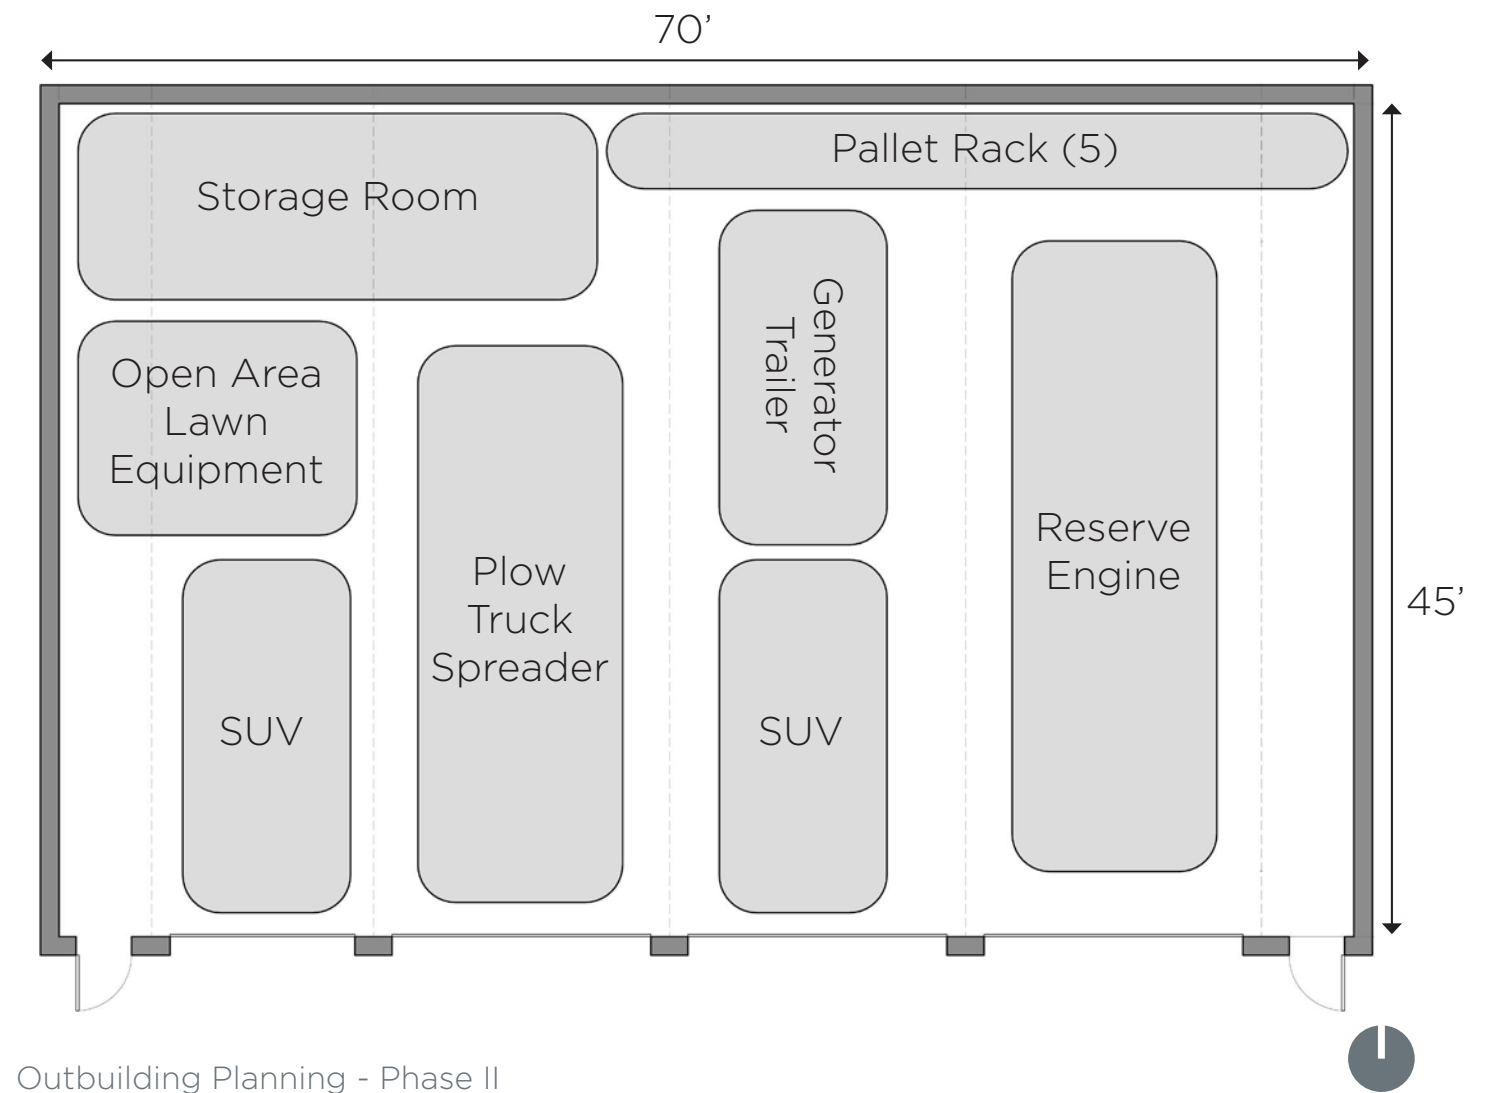 70’
Storage Room
Pallet Rack (5)
Open Area
Lawn
Equipment
Generator
Trailer
Plow
Truck
Spreader
Reserve
Engine
45’
SUV
SUV
Outbuilding Planning - Phase II